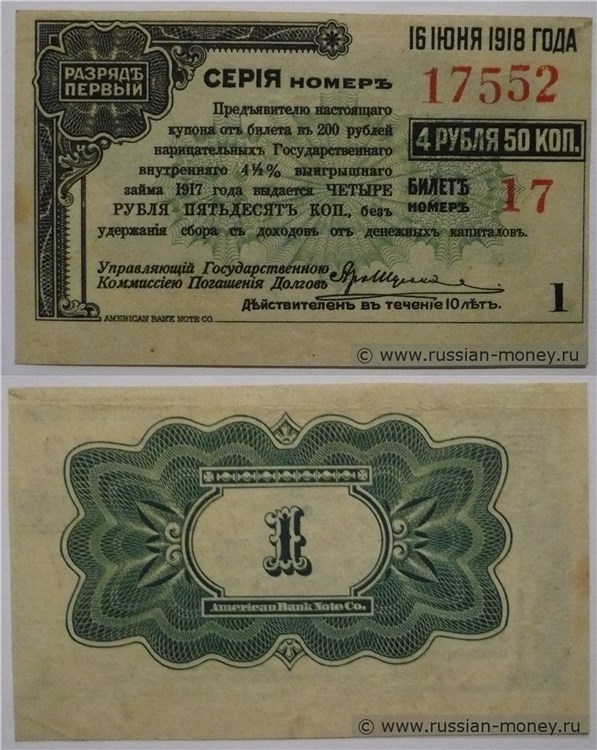 16 ІЮНЯ 1918 ГОДА
РАЗРЯДЪ
ПЕРВЫЙ
СЕРІЯ НОМЕРЪ
17552
Предъявителю настоящаго
купона отъ билета въ 200 рублей
нарицательныхъ Государственнаго
внутренняго 4½% выигрышнаго
займа 1917 года выдается ЧЕТЫРЕ
РУБЛЯ ПЯТЬДЕСЯТЪ КОП., безъ
удержанія сбора съ доходовъ отъ денежныхъ капиталовъ.
4 РУБЛЯ 50 КОП.
БИЛЕТЪ
НОМЕРЪ 17
Управляющій Государственною
Коммиссіею Погашенія Долговъ
Дѣйствителенъ въ теченіе 10 лѣтъ.
1
AMERICAN BANK NOTE CO.
© www.russian-money.ru
1
American Bank Note Co.
© www.russian-money.ru